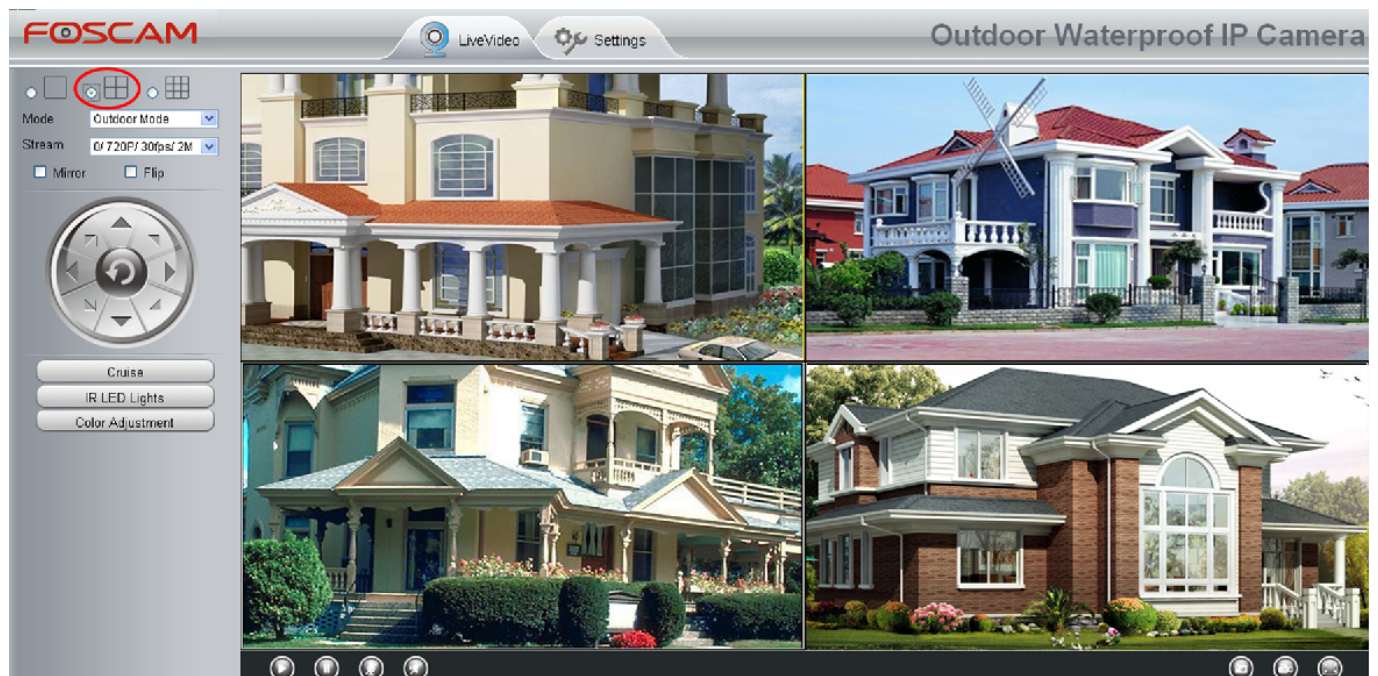 FOSCAM
LiveVideo
Settings
Outdoor Waterproof IP Camera
Mode
Outdoor Mode
Stream
0/ 720P/ 30fps/ 2M
Mirror
Flip
Cruise
IR LED Lights
Color Adjustment